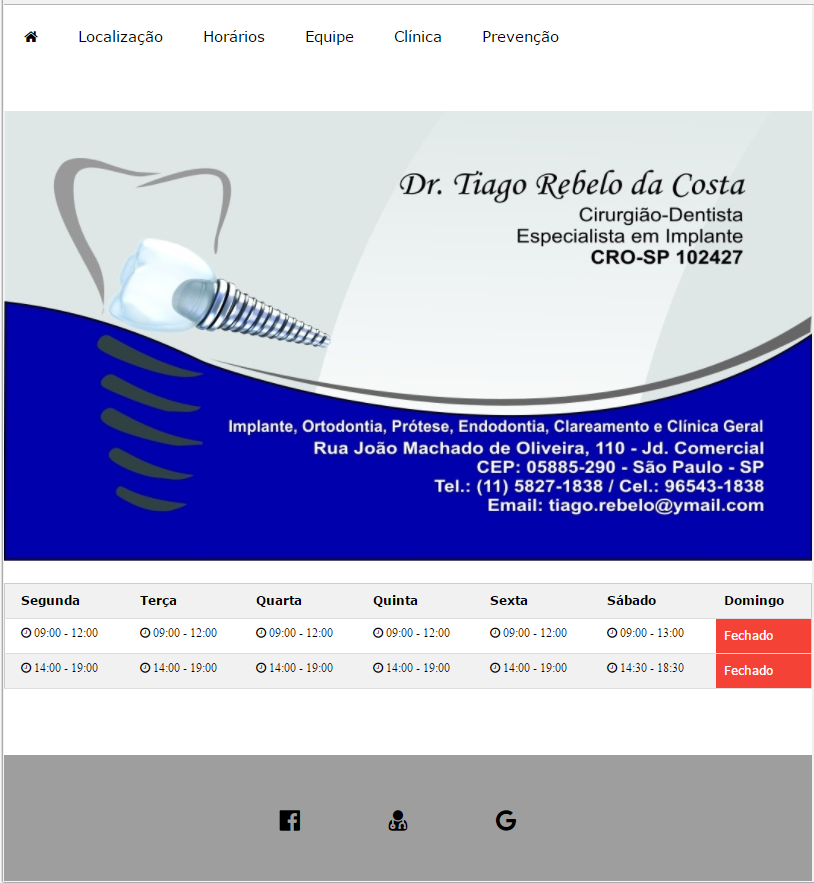 Localização Horários Equipe Clínica Prevenção
Dr. Tiago Rebelo da Costa
Cirurgião-Dentista
Especialista em Implante
CRO-SP 102427
Implante, Ortodontia, Prótese, Endodontia, Clareamento e Clínica Geral
Rua João Machado de Oliveira, 110 - Jd. Comercial
CEP: 05885-290 - São Paulo - SP
Tel.: (11) 5827-1838 / Cel.: 96543-1838
Email: tiago.rebelo@ymail.com
Segunda Terça Quarta Quinta Sexta Sábado Domingo
09:00 - 12:00 09:00 - 12:00 09:00 - 12:00 09:00 - 12:00 09:00 - 12:00 09:00 - 13:00 Fechado
14:00 - 19:00 14:00 - 19:00 14:00 - 19:00 14:00 - 19:00 14:00 - 19:00 14:30 - 18:30 Fechado